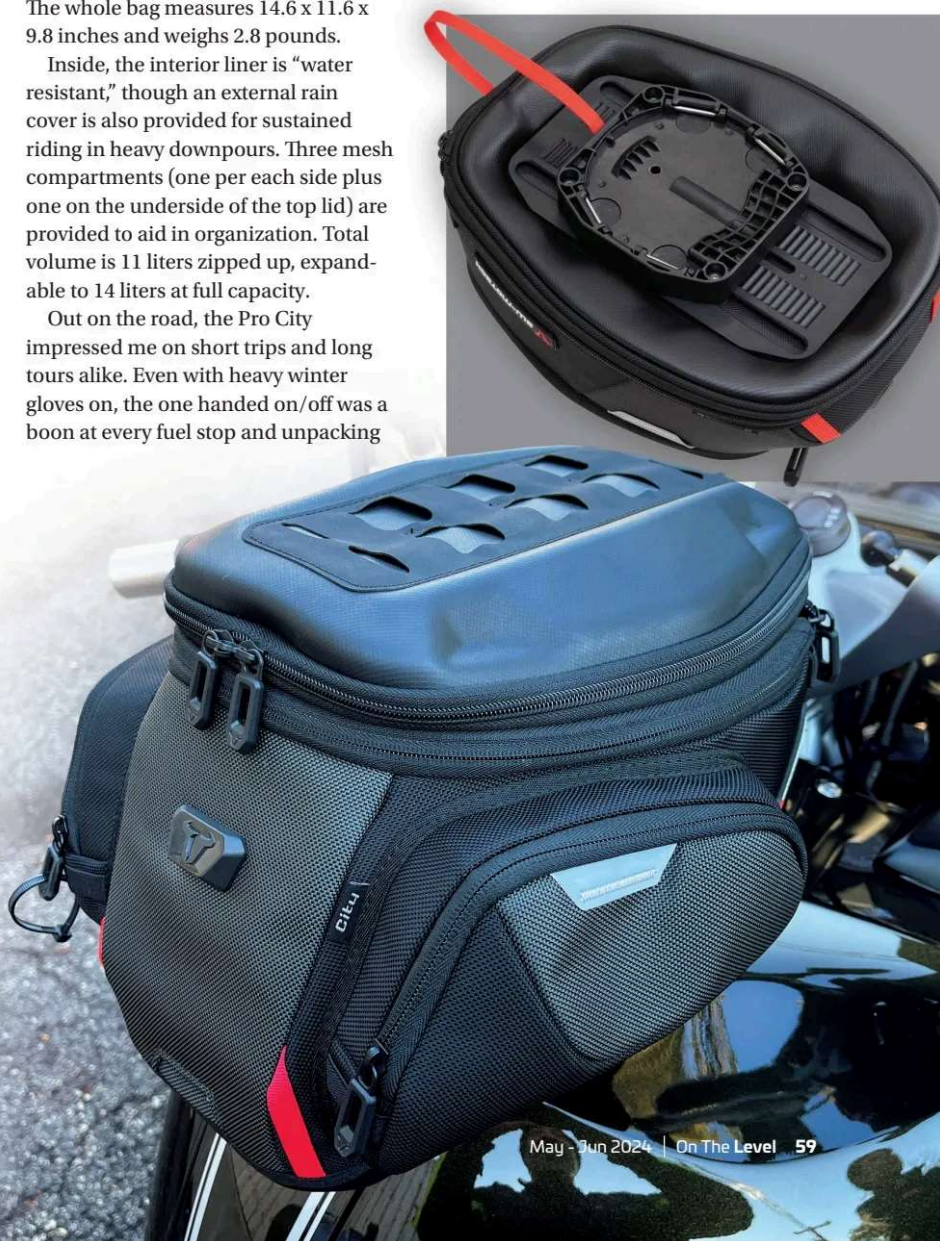 The whole bag measures 14.6 x 11.6 x
9.8 inches and weighs 2.8 pounds.
Inside, the interior liner is “water
resistant,” though an external rain
cover is also provided for sustained
riding in heavy downpours. Three mesh
compartments (one per each side plus
one on the underside of the top lid) are
provided to aid in organization. Total
volume is 11 liters zipped up, expand-
able to 14 liters at full capacity.
Out on the road, the Pro City
impressed me on short trips and long
tours alike. Even with heavy winter
gloves on, the one handed on/off was a
boon at every fuel stop and unpacking
City
May - Jun 2024 | On The Level 59